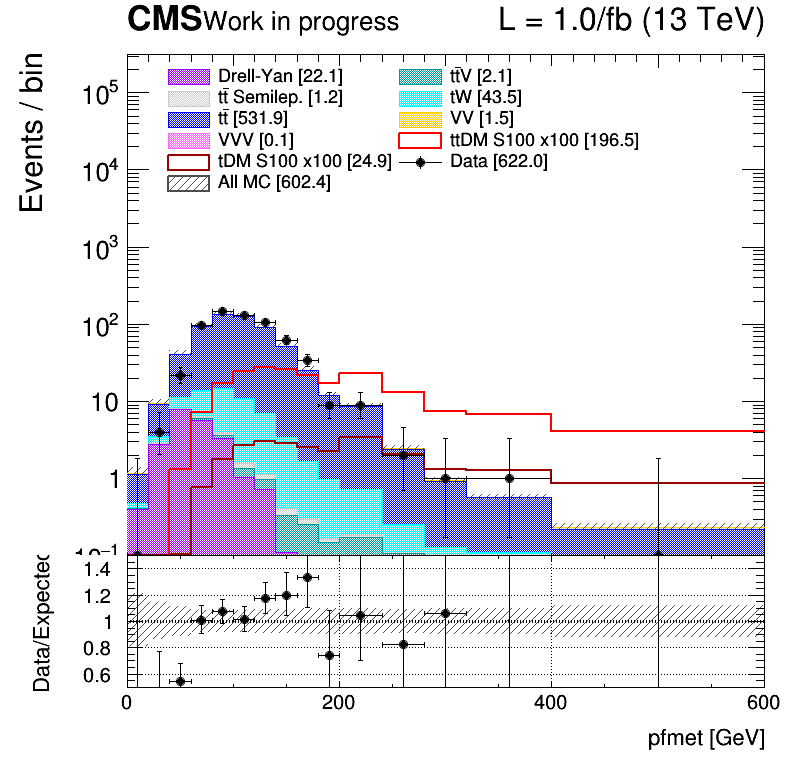 CMS Work in progress L = 1.0/fb (13 TeV)
Events / bin
Drell-Yan [22.1] tt̄V [2.1]
tt̄ Semilep. [1.2] tW [43.5]
tt̄ [531.9] VV [1.5]
VVV [0.1] ttDM S100 x100 [196.5]
tDM S100 x100 [24.9] Data [622.0]
All MC [602.4]
10⁵
10⁴
10³
10²
10
1
10⁻¹
Data/Expected
1.4
1.2
1
0.8
0.6
0 200 400 600
pfmet [GeV]